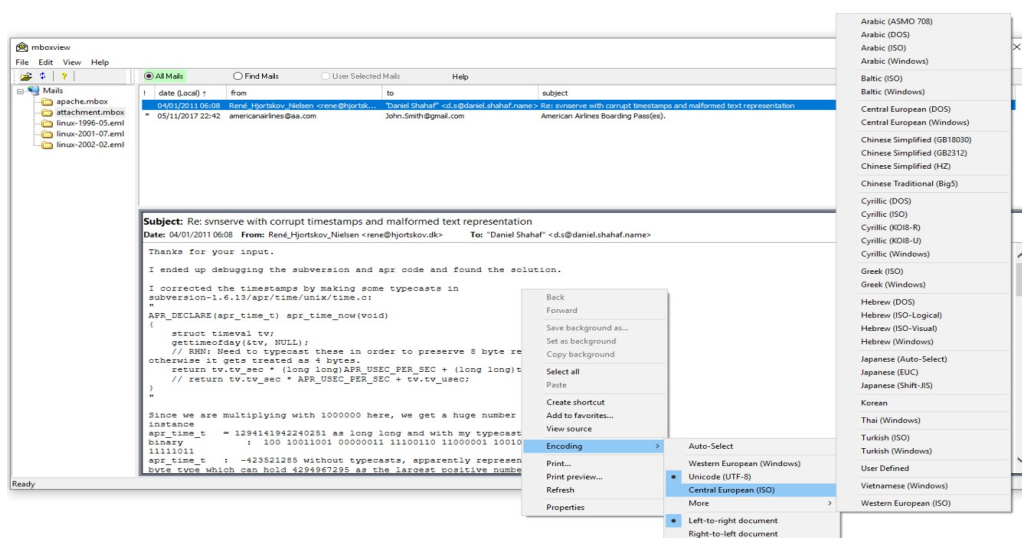 mboxview
File Edit View Help
All Mails Find Mails User Selected Mails Help
Mails
apache.mbox
attachment.mbox
linux-1996-05.eml
linux-2001-07.eml
linux-2002-02.eml
! date (Local) from to subject
04/01/2011 06:08 René_Hjortskov_Nielsen <rene@hjortsk... "Daniel Shahaf" <d.s@daniel.shahaf.name> Re: svnserve with corrupt timestamps and malformed text representation
* 05/11/2017 22:42 americanairlines@aa.com John.Smith@gmail.com American Airlines Boarding Pass(es).
Subject: Re: svnserve with corrupt timestamps and malformed text representation
Date: 04/01/2011 06:08 From: René_Hjortskov_Nielsen <rene@hjortskov.dk> To: "Daniel Shahaf" <d.s@daniel.shahaf.name>
Thanks for your input.
I ended up debugging the subversion and apr code and found the solution.
I corrected the timestamps by making some typecasts in
subversion-1.6.13/apr/time/unix/time.c:
"
APR_DECLARE(apr_time_t) apr_time_now(void)
{
struct timeval tv;
gettimeofday(&tv, NULL);
// RHN: Need to typecast these in order to preserve 8 byte re
otherwise it gets treated as 4 bytes.
return tv.tv_sec * (long long)APR_USEC_PER_SEC + (long long)t
// return tv.tv_sec * APR_USEC_PER_SEC + tv.tv_usec;
}
"
Since we are multiplying with 1000000 here, we get a huge number
instance
apr_time_t = 1294141942240251 as long long and with my typecast
binary : 100 10011001 00000011 11100110 11000001 10010
11111011
apr_time_t : -423521285 without typecasts, apparently represen
byte type which can hold 4294967295 as the largest positive numbe
Ready
Back
Forward
Save background as...
Set as background
Copy background
Select all
Paste
Create shortcut
Add to favorites...
View source
Encoding
Print...
Print preview...
Refresh
Properties
Auto-Select
Western European (Windows)
Unicode (UTF-8)
Central European (ISO)
More
Left-to-right document
Right-to-left document
Arabic (ASMO 708)
Arabic (DOS)
Arabic (ISO)
Arabic (Windows)
Baltic (ISO)
Baltic (Windows)
Central European (DOS)
Central European (Windows)
Chinese Simplified (GB18030)
Chinese Simplified (GB2312)
Chinese Simplified (HZ)
Chinese Traditional (Big5)
Cyrillic (DOS)
Cyrillic (ISO)
Cyrillic (KOI8-R)
Cyrillic (KOI8-U)
Cyrillic (Windows)
Greek (ISO)
Greek (Windows)
Hebrew (DOS)
Hebrew (ISO-Logical)
Hebrew (ISO-Visual)
Hebrew (Windows)
Japanese (Auto-Select)
Japanese (EUC)
Japanese (Shift-JIS)
Korean
Thai (Windows)
Turkish (ISO)
Turkish (Windows)
User Defined
Vietnamese (Windows)
Western European (ISO)